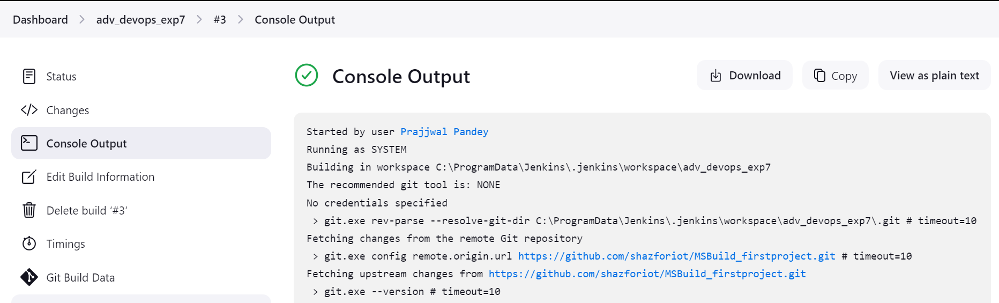 Dashboard > adv_devops_exp7 > #3 > Console Output
Status
Changes
Console Output
Edit Build Information
Delete build ‘#3’
Timings
Git Build Data
Console Output
Download
Copy
View as plain text
Started by user Prajjwal Pandey
Running as SYSTEM
Building in workspace C:\ProgramData\Jenkins\.jenkins\workspace\adv_devops_exp7
The recommended git tool is: NONE
No credentials specified
 > git.exe rev-parse --resolve-git-dir C:\ProgramData\Jenkins\.jenkins\workspace\adv_devops_exp7\.git # timeout=10
Fetching changes from the remote Git repository
 > git.exe config remote.origin.url https://github.com/shazforiot/MSBuild_firstproject.git # timeout=10
Fetching upstream changes from https://github.com/shazforiot/MSBuild_firstproject.git
 > git.exe --version # timeout=10